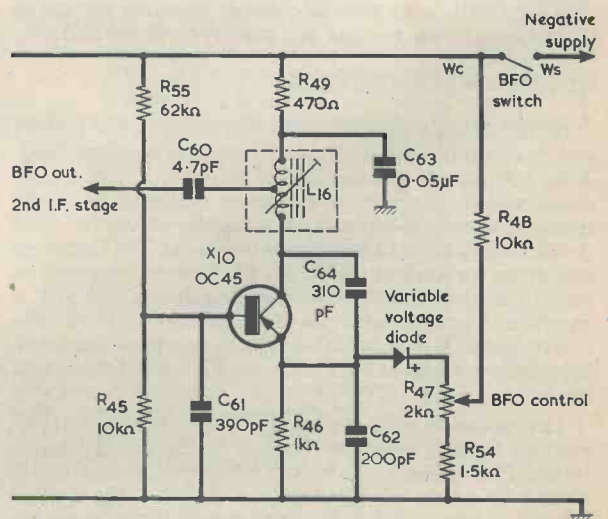 Negative
supply
Wc
Ws
BFO
switch
R55
62kΩ
R49
470Ω
C60
4·7pF
BFO out.
2nd I.F. stage
L16
C63
0·05µF
R48
10kΩ
X10
OC45
C64
310
pF
Variable
voltage
diode
+
R47
2kΩ
BFO control
R45
10kΩ
C61
390pF
R46
1kΩ
C62
200pF
R54
1·5kΩ